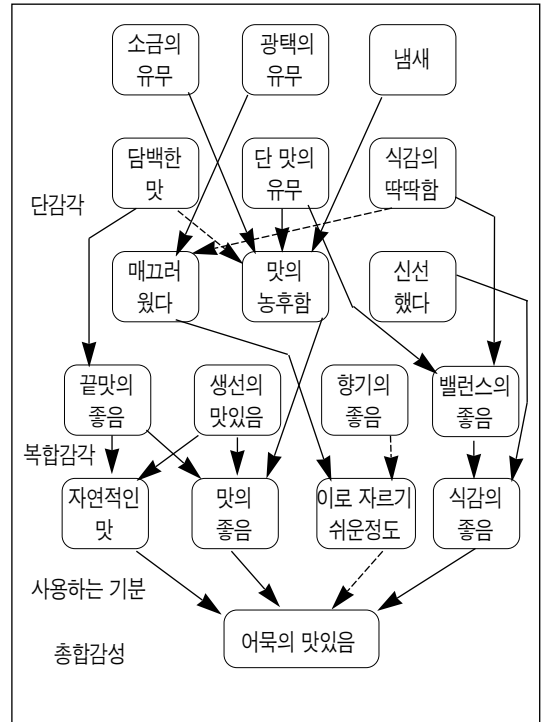 소금의
유무
광택의
유무
냄새
담백한
맛
단 맛의
유무
식감의
딱딱함
단감각
매끄러
웠다
맛의
농후함
신선
했다
끝맛의
좋음
생선의
맛있음
향기의
좋음
밸런스의
좋음
복합감각
자연적인
맛
맛의
좋음
이로 자르기
쉬운정도
식감의
좋음
사용하는 기분
어묵의 맛있음
총합감성